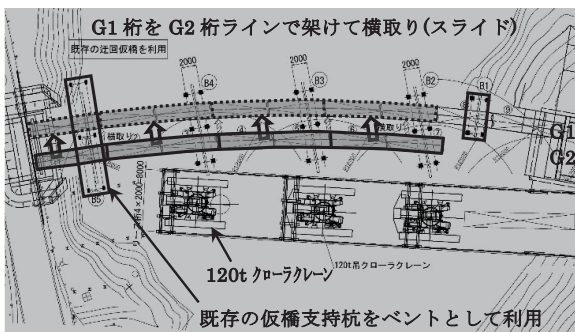 G1桁をG2桁ラインで架けて横取り(スライド)
既存の迂回仮橋を利用
2000
2000
2000
B4
B3
B2
B1
横取り
横取り
G1
G2
B5
120t クローラクレーン
120t吊クローラクレーン
既存の仮橋支持杭をベントとして利用